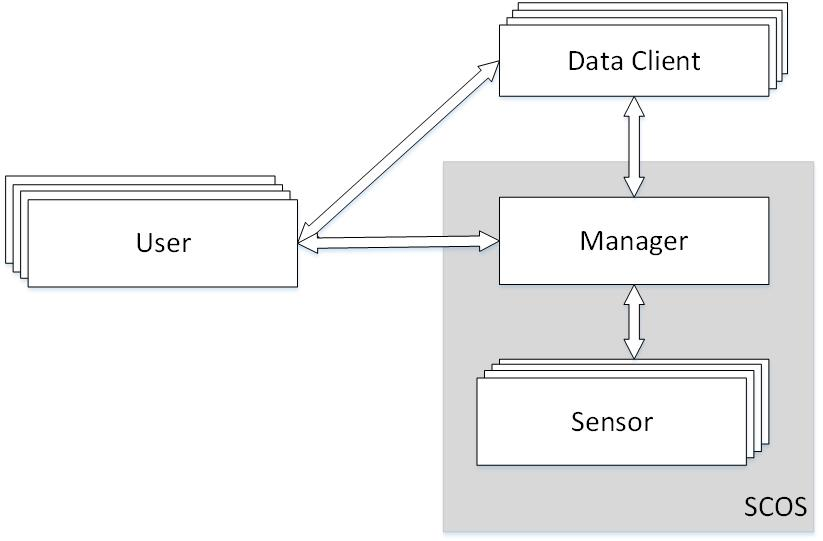 Data Client
User
Manager
Sensor
SCOS